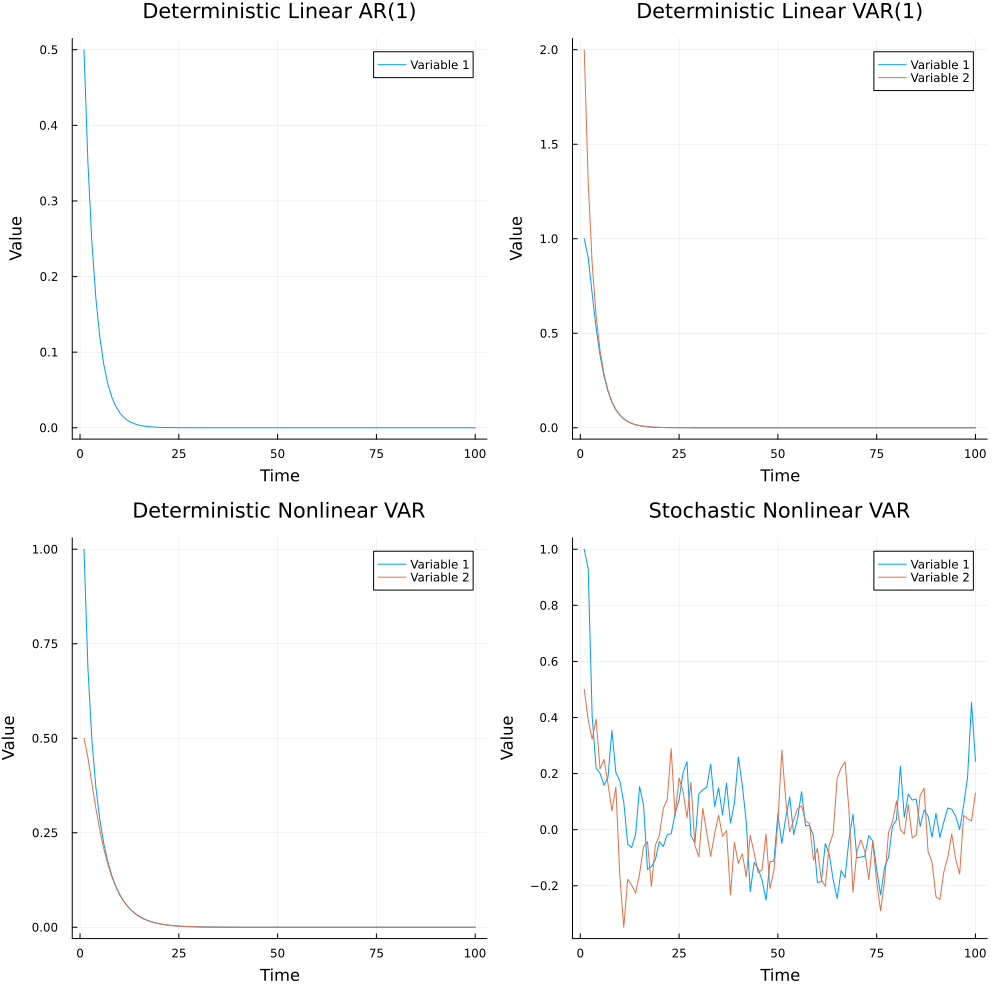 Deterministic Linear AR(1)
0.5
0.4
0.3
0.2
0.1
0.0
Value
0
25
50
75
100
Time
Variable 1
Deterministic Linear VAR(1)
2.0
1.5
1.0
0.5
0.0
Value
0
25
50
75
100
Time
Variable 1
Variable 2
Deterministic Nonlinear VAR
1.00
0.75
0.50
0.25
0.00
Value
0
25
50
75
100
Time
Variable 1
Variable 2
Stochastic Nonlinear VAR
1.0
0.8
0.6
0.4
0.2
0.0
−0.2
Value
0
25
50
75
100
Time
Variable 1
Variable 2